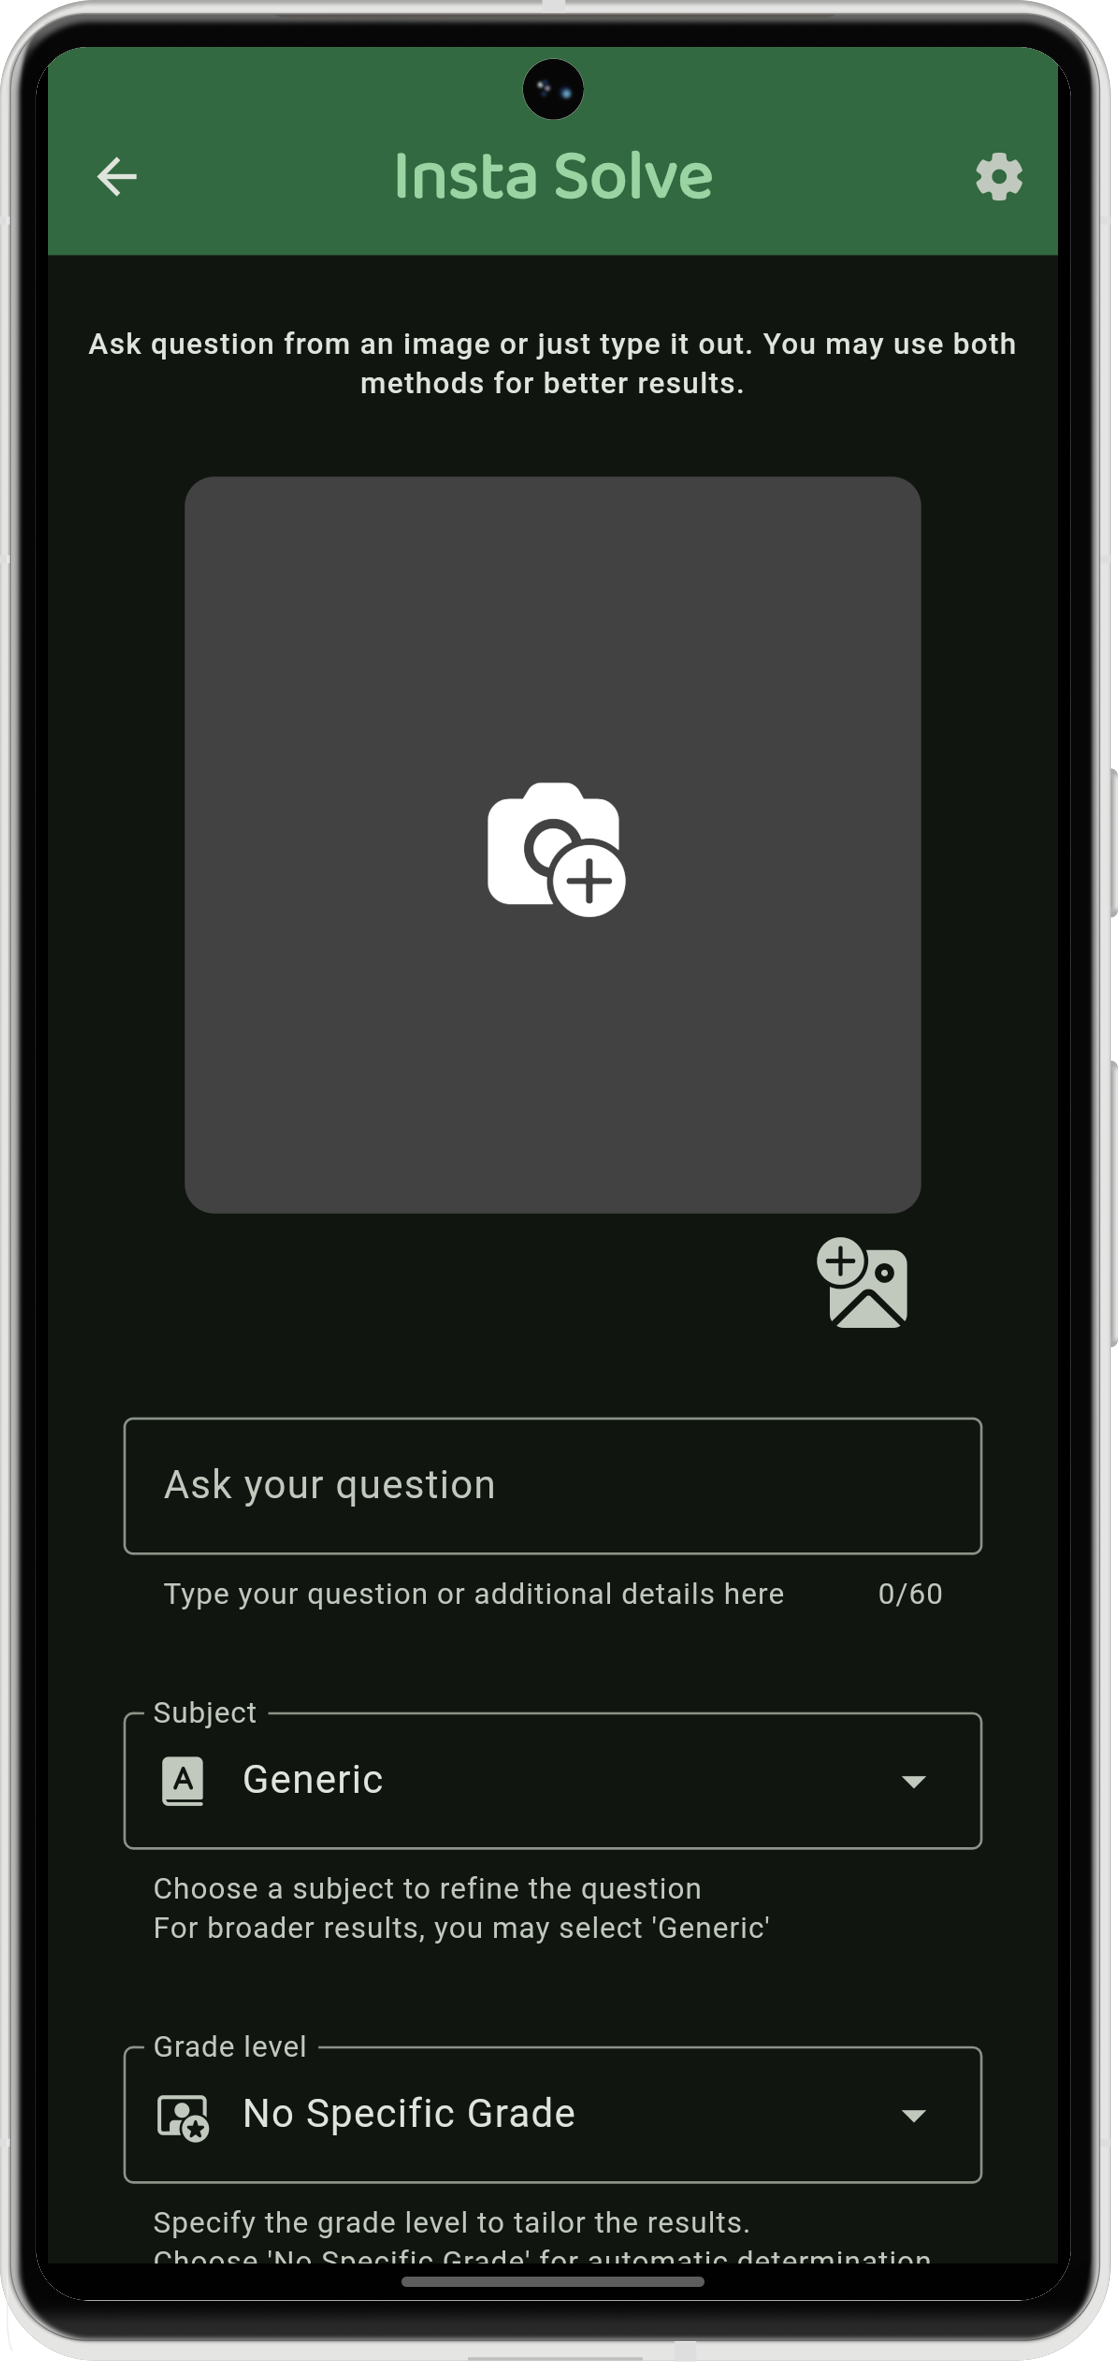 Insta Solve
Ask question from an image or just type it out. You may use both
methods for better results.
Ask your question
Type your question or additional details here 0/60
Subject
A Generic
Choose a subject to refine the question
For broader results, you may select 'Generic'
Grade level
No Specific Grade
Specify the grade level to tailor the results.
Choose 'No Specific Grade' for automatic determination